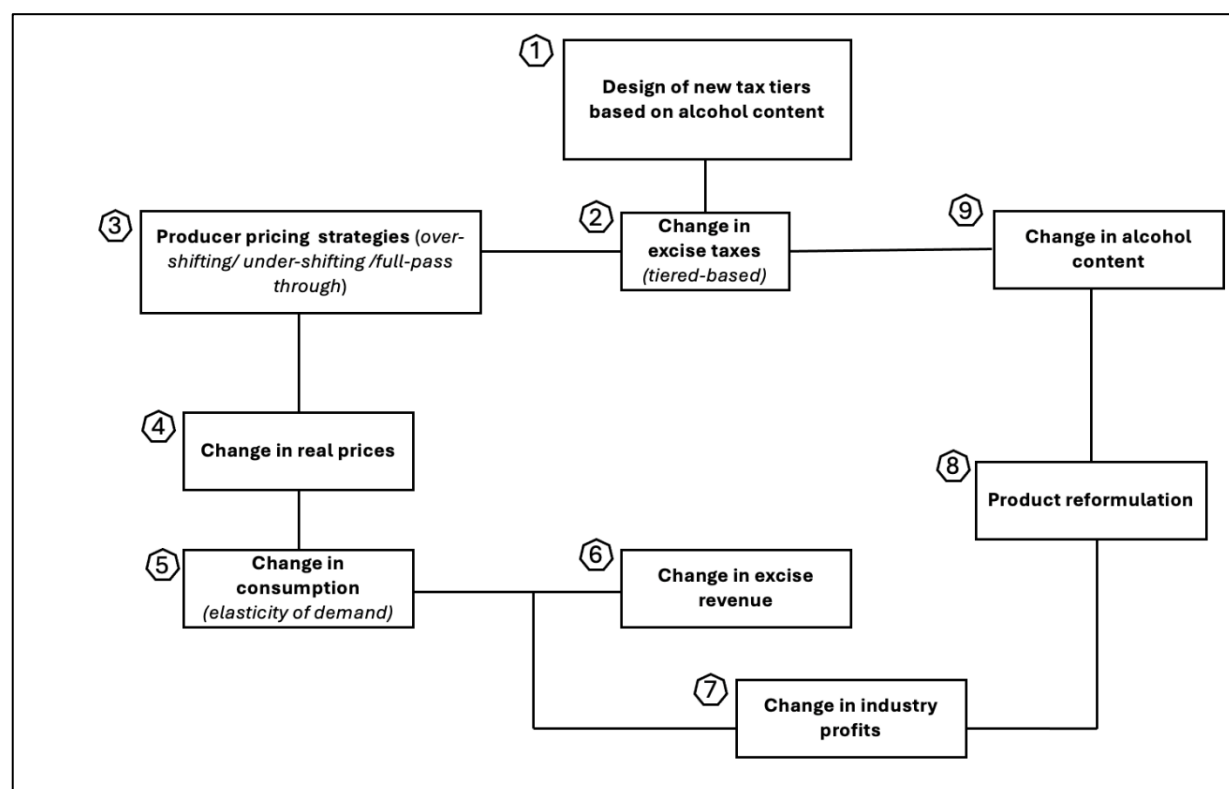 1
Design of new tax tiers
based on alcohol content
2
Change in
excise taxes
(tiered-based)
3
Producer pricing strategies (over-
shifting/ under-shifting /full-pass
through)
4
Change in real prices
5
Change in
consumption
(elasticity of demand)
6
Change in excise
revenue
7
Change in industry
profits
8
Product reformulation
9
Change in alcohol
content